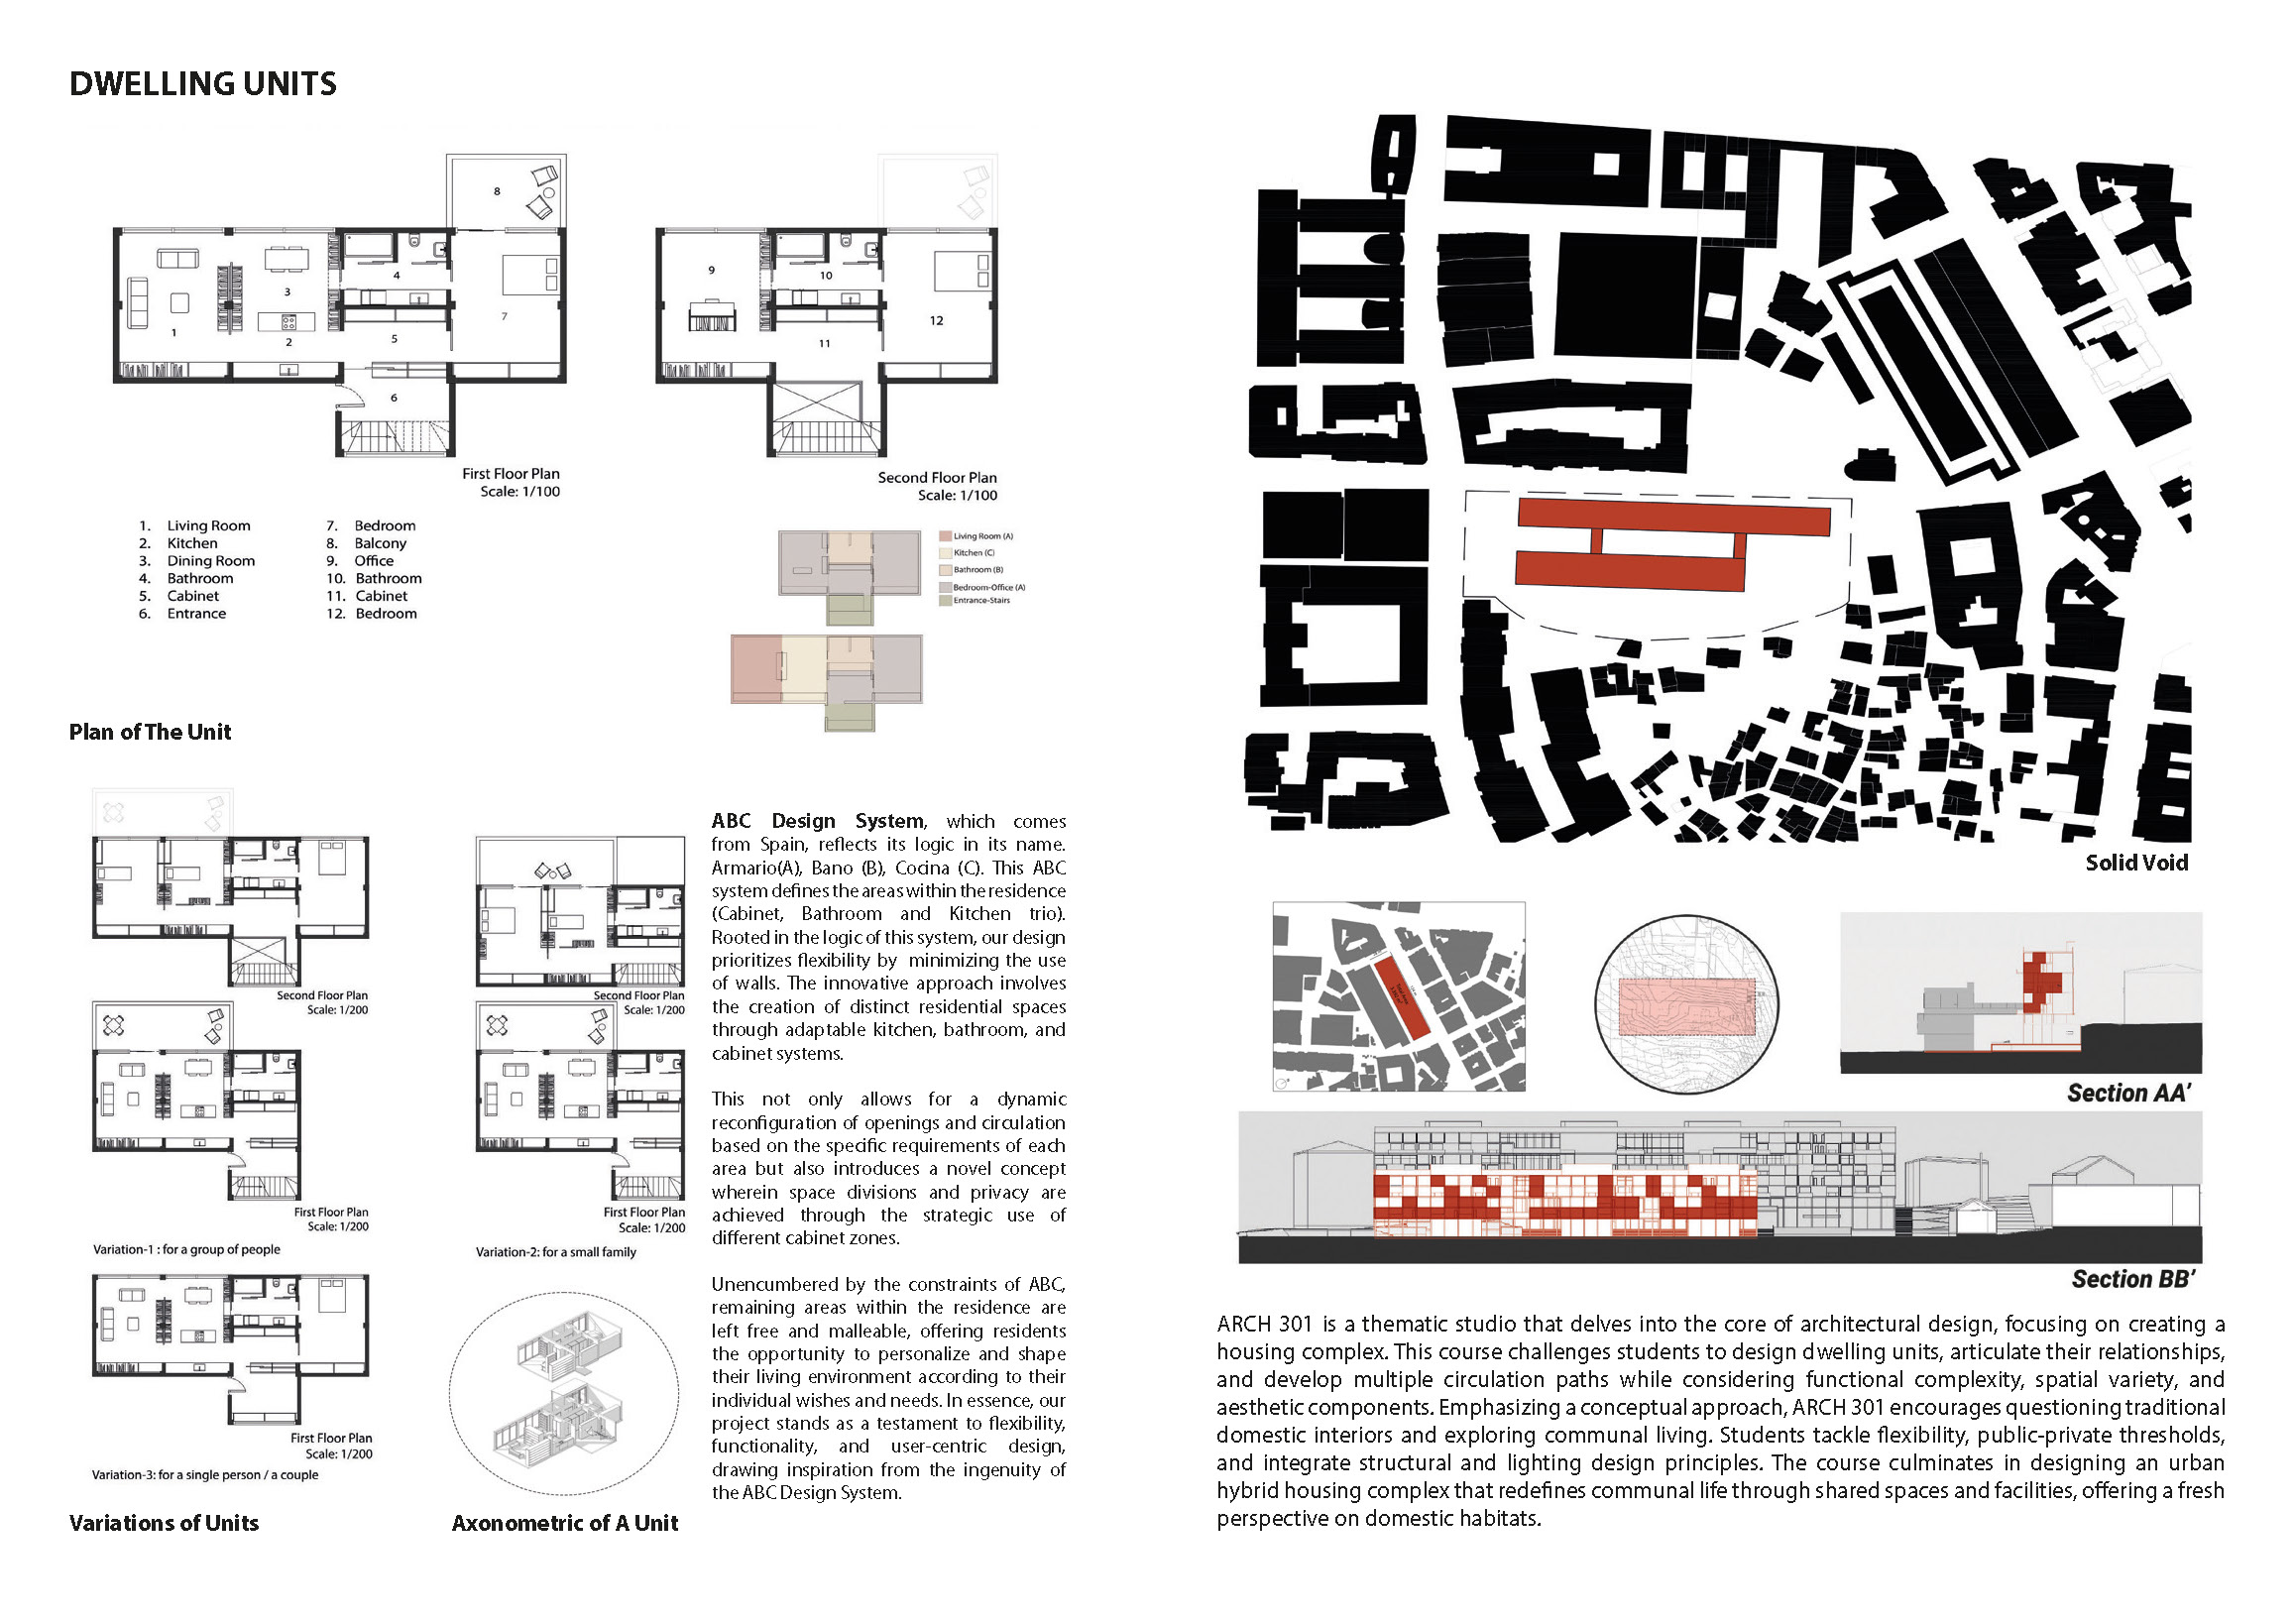 DWELLING UNITS
8
1
3
2
4
5
7
6
First Floor Plan
Scale: 1/100
9
10
11
12
Second Floor Plan
Scale: 1/100
1. Living Room
2. Kitchen
3. Dining Room
4. Bathroom
5. Cabinet
6. Entrance
7. Bedroom
8. Balcony
9. Office
10. Bathroom
11. Cabinet
12. Bedroom
Living Room (A)
Kitchen (C)
Bathroom (B)
Bedroom-Office (A)
Entrance-Stairs
Plan of The Unit
Second Floor Plan
Scale: 1/200
First Floor Plan
Scale: 1/200
Variation-1 : for a group of people
Second Floor Plan
Scale: 1/200
First Floor Plan
Scale: 1/200
Variation-2: for a small family
First Floor Plan
Scale: 1/200
Variation-3: for a single person / a couple
Variations of Units
Axonometric of A Unit
ABC Design System, which comes
from Spain, reflects its logic in its name.
Armario(A), Bano (B), Cocina (C). This ABC
system defines the areas within the residence
(Cabinet, Bathroom and Kitchen trio).
Rooted in the logic of this system, our design
prioritizes flexibility by minimizing the use
of walls. The innovative approach involves
the creation of distinct residential spaces
through adaptable kitchen, bathroom, and
cabinet systems.
This not only allows for a dynamic
reconfiguration of openings and circulation
based on the specific requirements of each
area but also introduces a novel concept
wherein space divisions and privacy are
achieved through the strategic use of
different cabinet zones.
Unencumbered by the constraints of ABC,
remaining areas within the residence are
left free and malleable, offering residents
the opportunity to personalize and shape
their living environment according to their
individual wishes and needs. In essence, our
project stands as a testament to flexibility,
functionality, and user-centric design,
drawing inspiration from the ingenuity of
the ABC Design System.
Solid Void
Section AA'
Section BB'
ARCH 301 is a thematic studio that delves into the core of architectural design, focusing on creating a
housing complex. This course challenges students to design dwelling units, articulate their relationships,
and develop multiple circulation paths while considering functional complexity, spatial variety, and
aesthetic components. Emphasizing a conceptual approach, ARCH 301 encourages questioning traditional
domestic interiors and exploring communal living. Students tackle flexibility, public-private thresholds,
and integrate structural and lighting design principles. The course culminates in designing an urban
hybrid housing complex that redefines communal life through shared spaces and facilities, offering a fresh
perspective on domestic habitats.